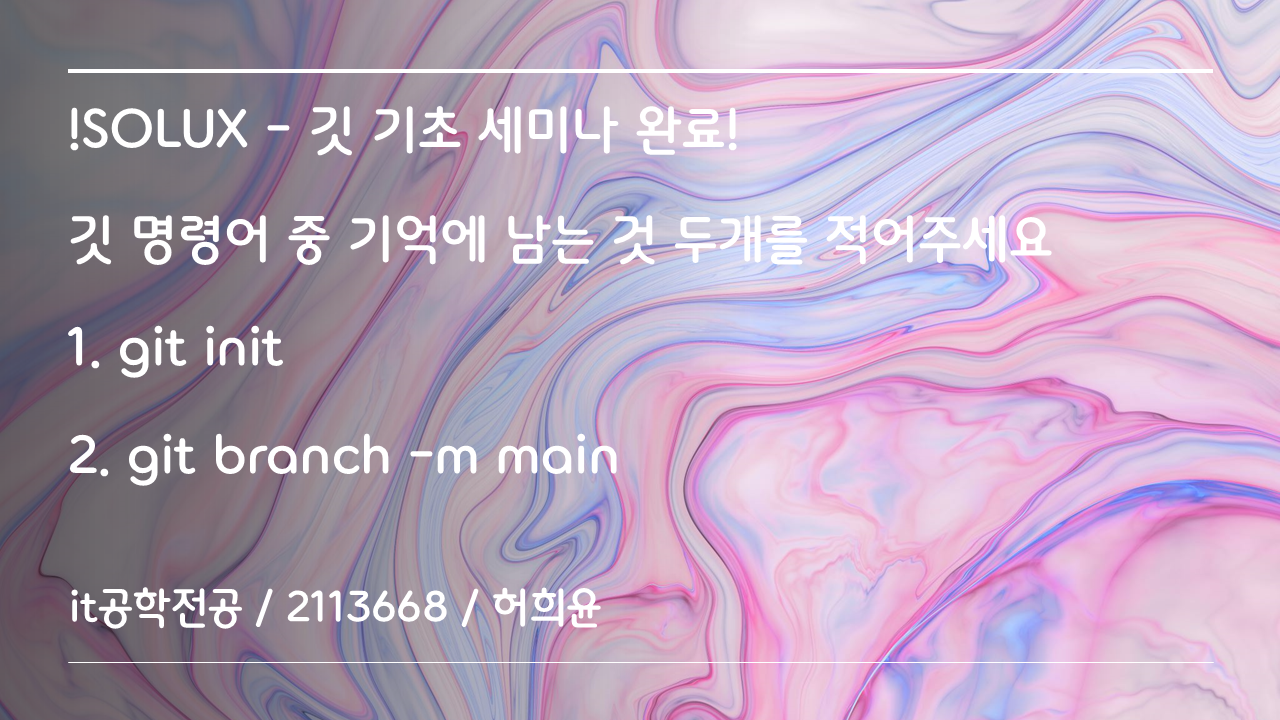 !SOLUX - 깃 기초 세미나 완료!
깃 명령어 중 기억에 남는 것 두개를 적어주세요
1. git init
2. git branch -m main
it공학전공 / 2113668 / 허희윤